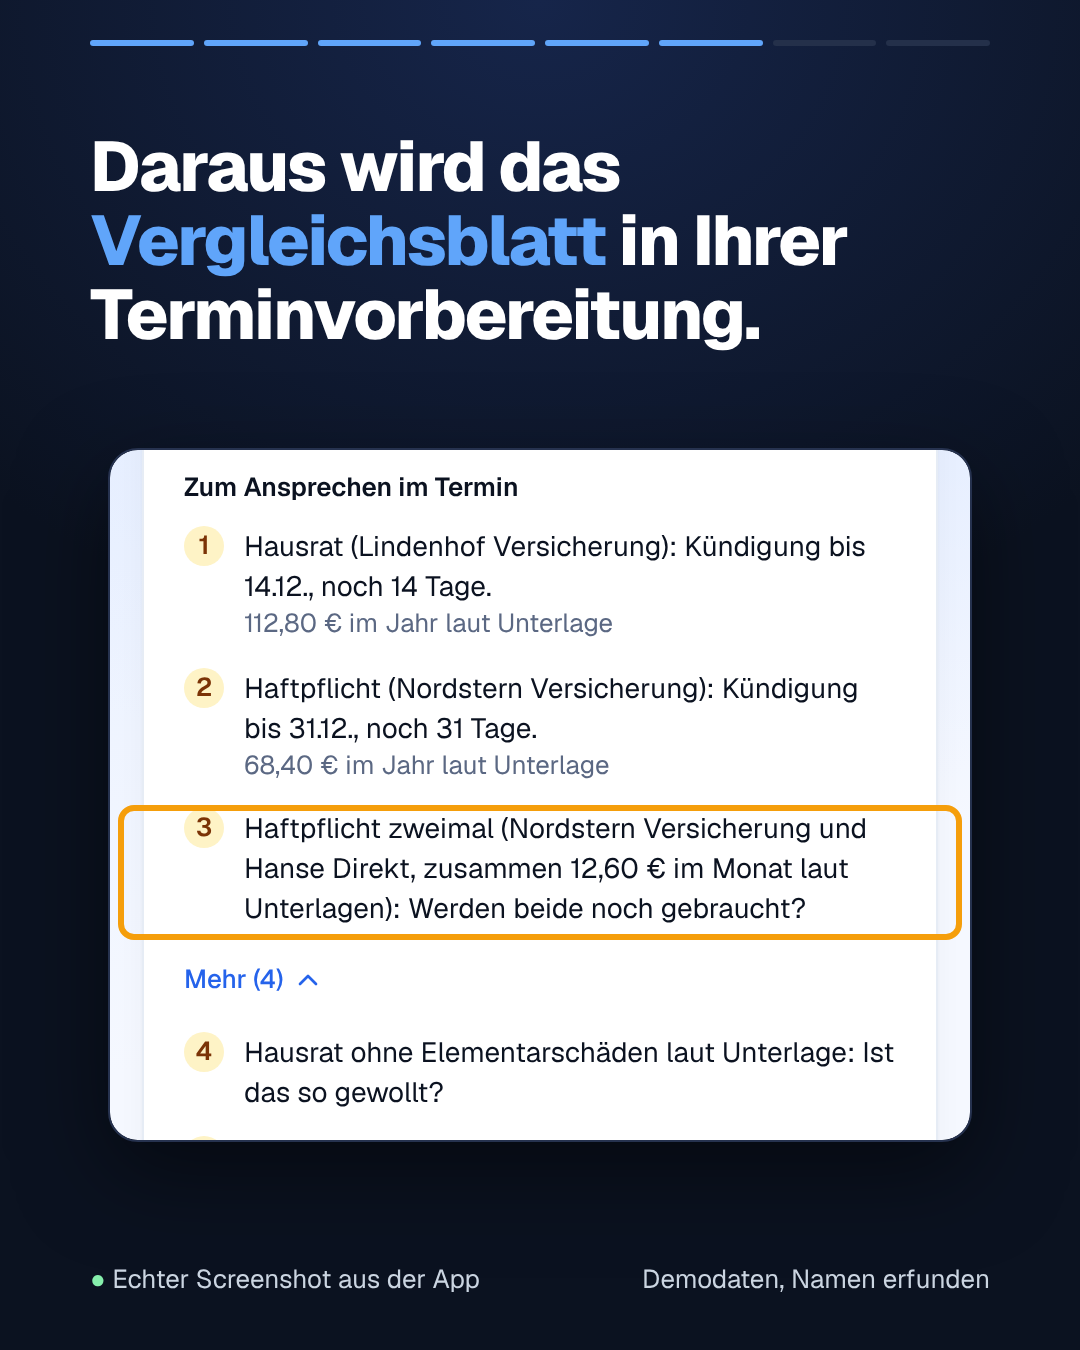 Daraus wird das
Vergleichsblatt in Ihrer
Terminvorbereitung.
Zum Ansprechen im Termin
1 Hausrat (Lindenhof Versicherung): Kündigung bis
14.12., noch 14 Tage.
112,80 € im Jahr laut Unterlage
2 Haftpflicht (Nordstern Versicherung): Kündigung
bis 31.12., noch 31 Tage.
68,40 € im Jahr laut Unterlage
3 Haftpflicht zweimal (Nordstern Versicherung und
Hanse Direkt, zusammen 12,60 € im Monat laut
Unterlagen): Werden beide noch gebraucht?
Mehr (4)
4 Hausrat ohne Elementarschäden laut Unterlage: Ist
das so gewollt?
Echter Screenshot aus der App
Demodaten, Namen erfunden